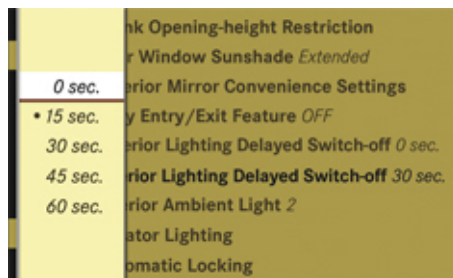 0 sec.
• 15 sec.
30 sec.
45 sec.
60 sec.
nk Opening-height Restriction
r Window Sunshade Extended
erior Mirror Convenience Settings
y Entry/Exit Feature OFF
erior Lighting Delayed Switch-off 0 sec.
rior Lighting Delayed Switch-off 30 sec.
erior Ambient Light 2
ator Lighting
omatic Locking